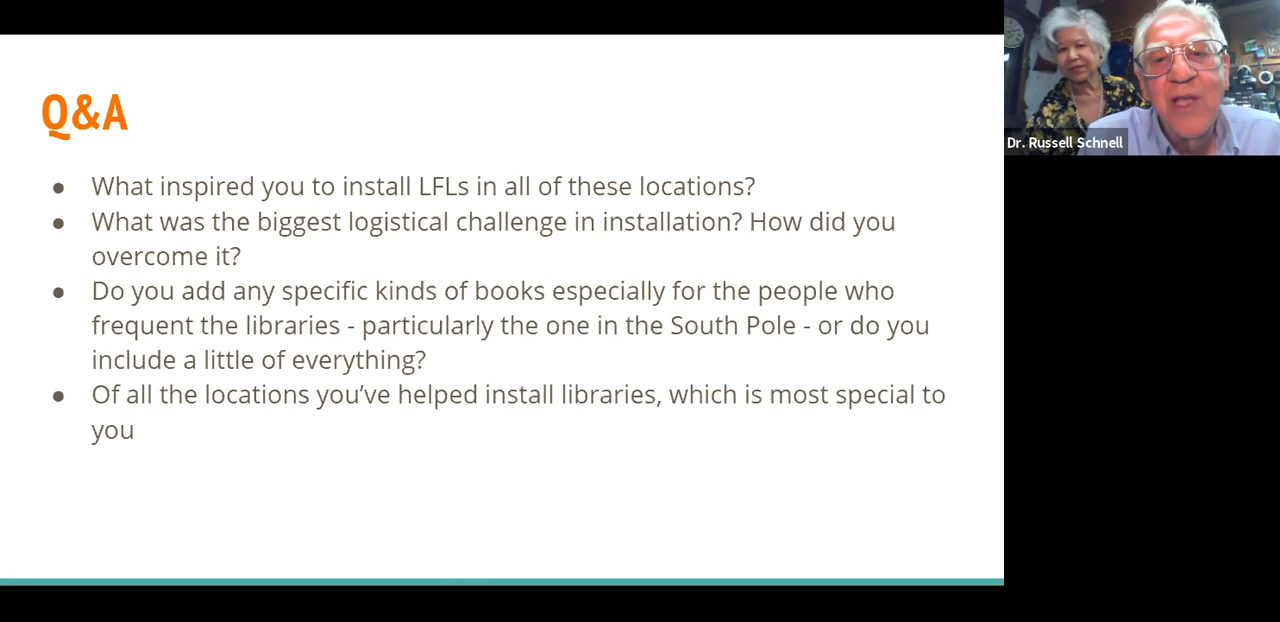 Q&A
● What inspired you to install LFLs in all of these locations?
● What was the biggest logistical challenge in installation? How did you
overcome it?
● Do you add any specific kinds of books especially for the people who
frequent the libraries - particularly the one in the South Pole - or do you
include a little of everything?
● Of all the locations you’ve helped install libraries, which is most special to
you
Dr. Russell Schnell